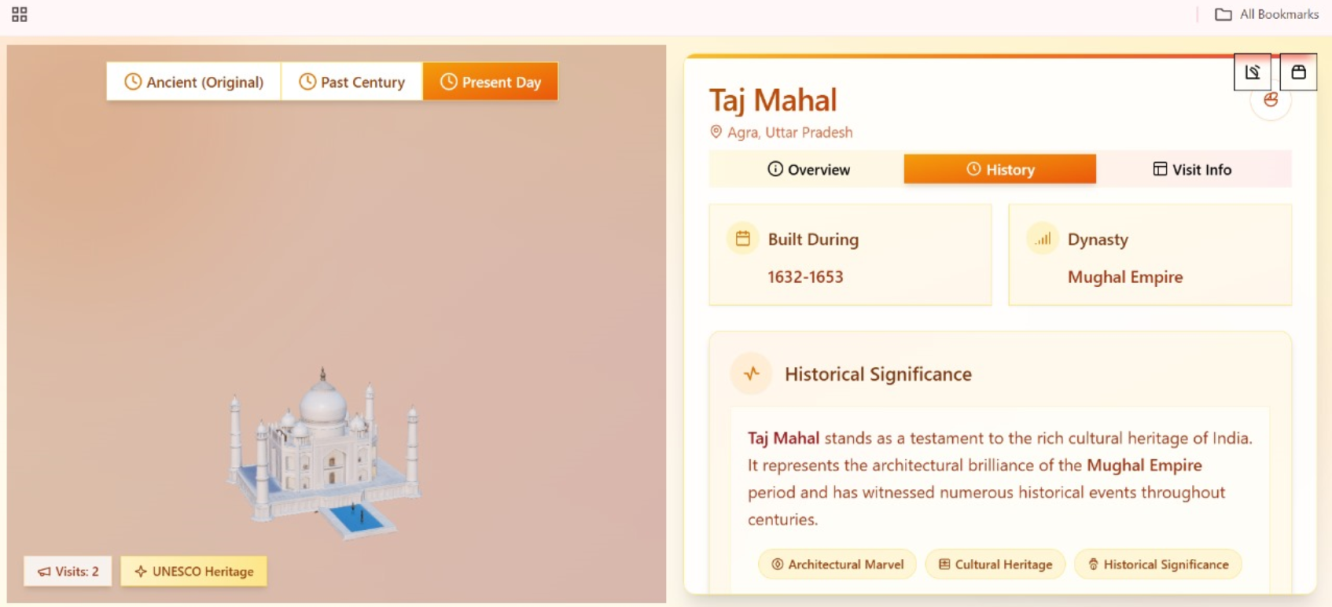 All Bookmarks
Ancient (Original)
Past Century
Present Day
Visits: 2
UNESCO Heritage
Taj Mahal
Agra, Uttar Pradesh
Overview
History
Visit Info
Built During
1632-1653
Dynasty
Mughal Empire
Historical Significance
Taj Mahal stands as a testament to the rich cultural heritage of India.
It represents the architectural brilliance of the Mughal Empire
period and has witnessed numerous historical events throughout
centuries.
Architectural Marvel
Cultural Heritage
Historical Significance